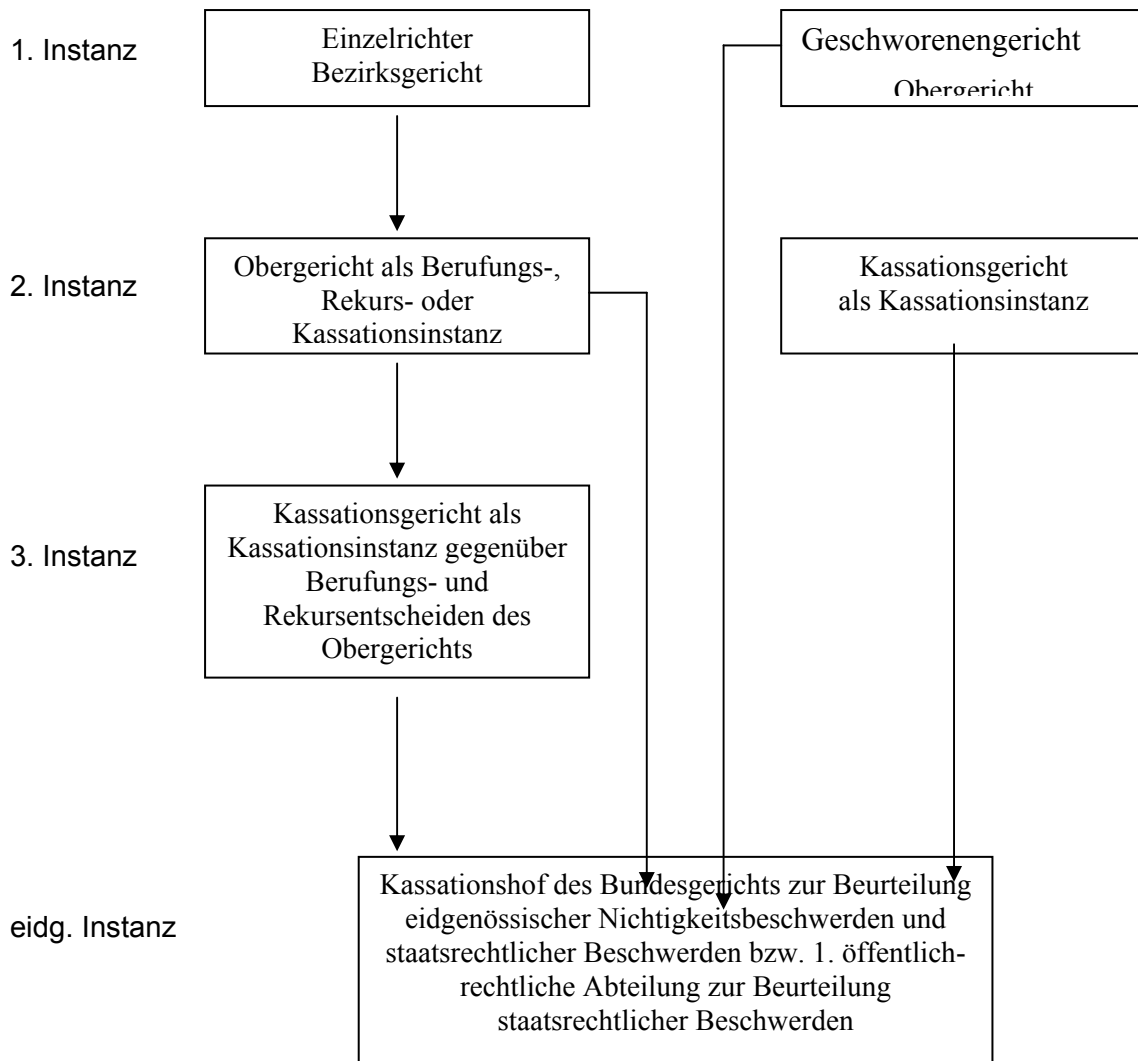 1. Instanz
Einzelrichter
Bezirksgericht
Geschworenengericht
Obergericht
2. Instanz
Obergericht als Berufungs-,
Rekurs- oder
Kassationsinstanz
Kassationsgericht
als Kassationsinstanz
3. Instanz
Kassationsgericht als
Kassationsinstanz gegenüber
Berufungs- und
Rekursentscheiden des
Obergerichts
eidg. Instanz
Kassationshof des Bundesgerichts zur Beurteilung
eidgenössischer Nichtigkeitsbeschwerden und
staatsrechtlicher Beschwerden bzw. 1. öffentlich-
rechtliche Abteilung zur Beurteilung
staatsrechtlicher Beschwerden